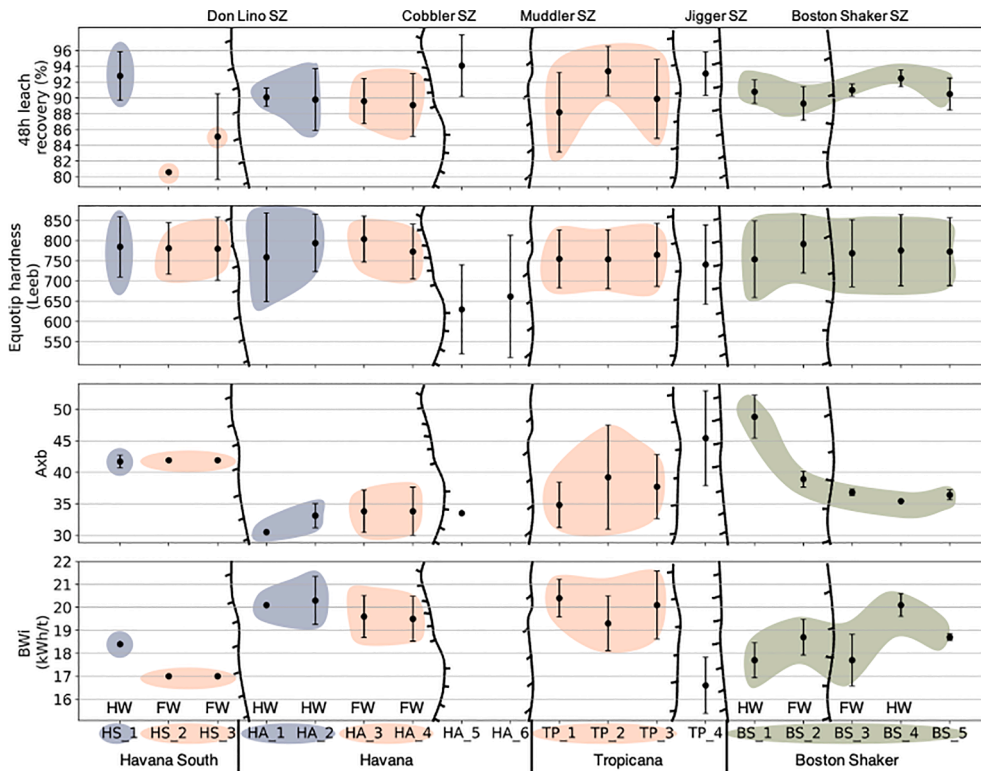 Don Lino SZ Cobbler SZ Muddler SZ Jigger SZ Boston Shaker SZ
48h leach
recovery (%)
96
94
92
90
88
86
84
82
80
Equotip hardness
(Leeb)
850
800
750
700
650
600
550
Axb
50
45
40
35
30
BWi
(kWh/t)
22
21
20
19
18
17
16
HW FW FW HW HW FW FW HW FW FW HW
HS_1 HS_2 HS_3 HA_1 HA_2 HA_3 HA_4 HA_5 HA_6 TP_1 TP_2 TP_3 TP_4 BS_1 BS_2 BS_3 BS_4 BS_5
Havana South Havana Tropicana Boston Shaker